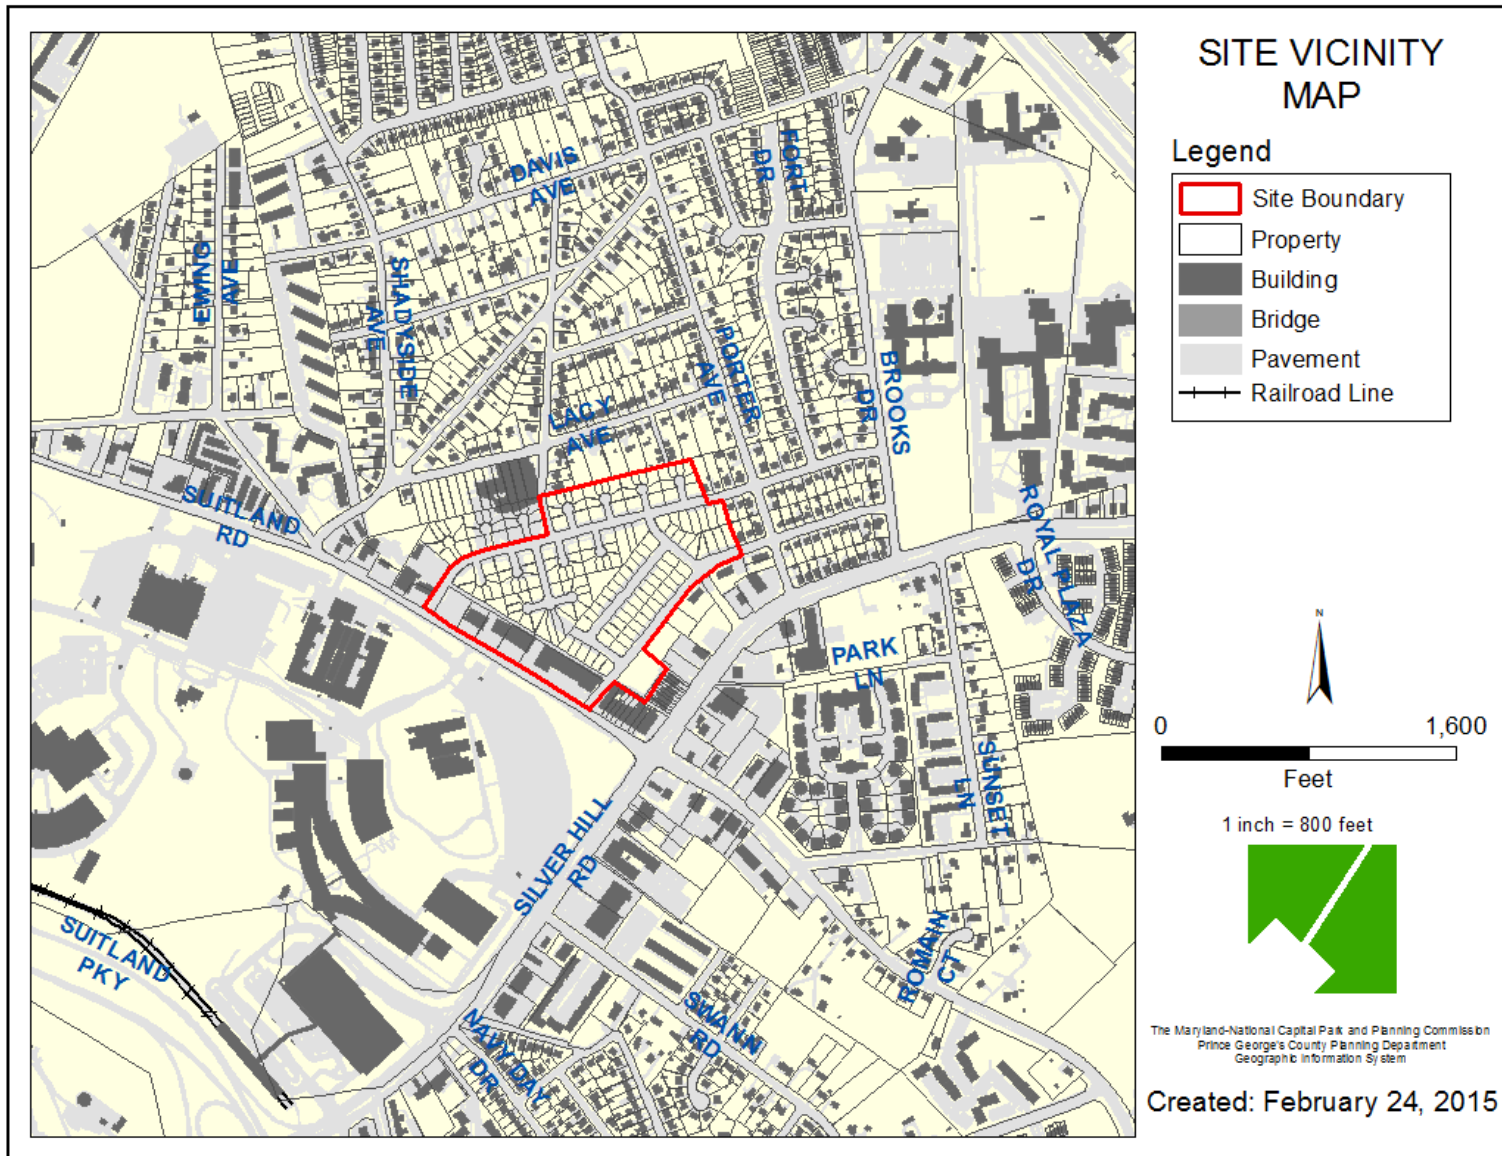 SITE VICINITY
MAP
Legend
Site Boundary
Property
Building
Bridge
Pavement
Railroad Line
N
0 1,600
Feet
1 inch = 800 feet
The Maryland-National Capital Park and Planning Commission
Prince George's County Planning Department
Geographic Information System
Created: February 24, 2015
DAVIS
AVE
FORT
DR
EWING
AVE
SHADYSIDE
AVE
PORTER
AVE
BROOKS
DR
LACY
AVE
SUITLAND
RD
ROYAL PLAZA
DR
PARK
LN
SUNSET
LN
SILVER HILL
RD
SUITLAND
PKY
ROMAIN
CT
SWANN
RD
NAVY DAY
DR